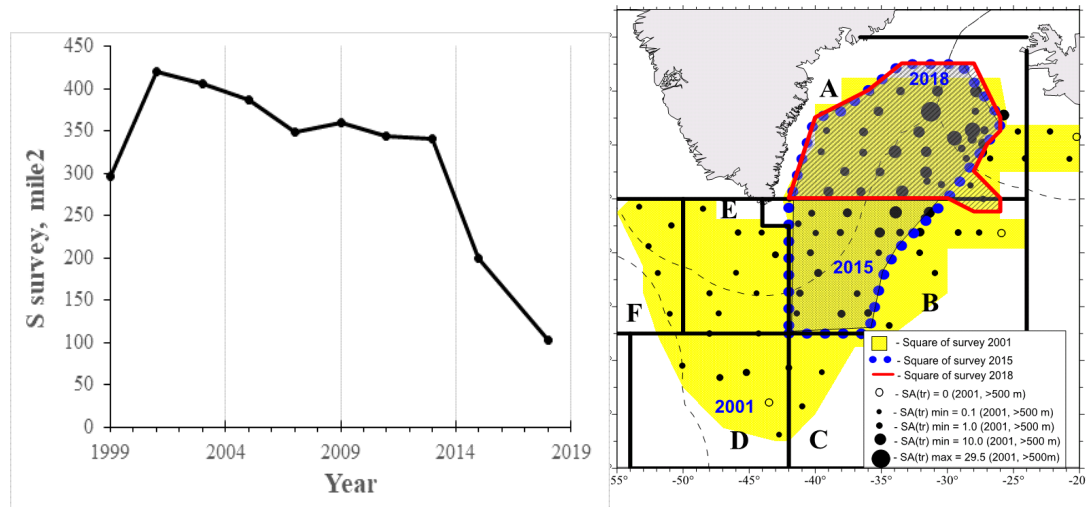 S survey, mile2
450
400
350
300
250
200
150
100
50
0
1999
2004
2009
2014
2019
Year
A
2018
E
2015
B
F
2001
D
C
- Square of survey 2001
- Square of survey 2015
- Square of survey 2018
- SA(tr) = 0 (2001, >500 m)
- SA(tr) min = 0.1 (2001, >500 m)
- SA(tr) min = 1.0 (2001, >500 m)
- SA(tr) min = 10.0 (2001, >500 m)
- SA(tr) max = 29.5 (2001, >500m)
-55
-50
-45
-40
-35
-30
-25
-20